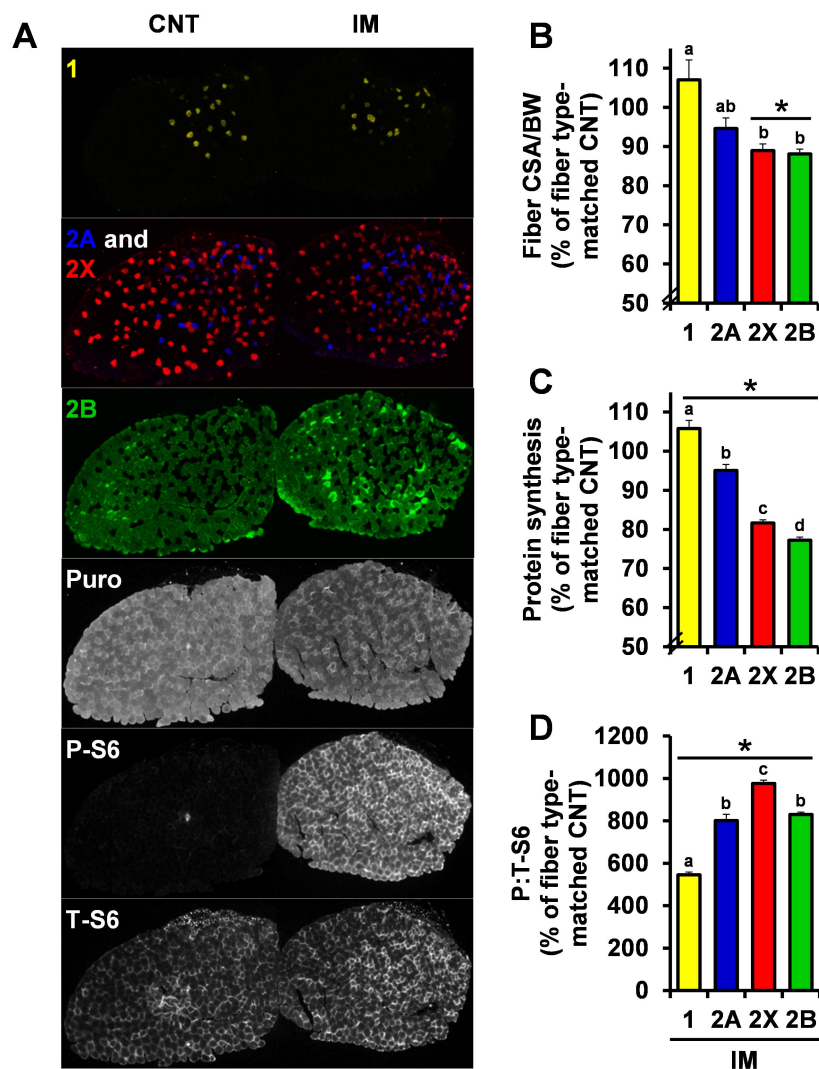 A
CNT
IM
1
2A and
2X
2B
Puro
P-S6
T-S6
B
Fiber CSA/BW
(% of fiber type-
matched CNT)
110
100
90
80
70
60
50
a
ab
*
b
b
1 2A 2X 2B
C
Protein synthesis
(% of fiber type-
matched CNT)
110
100
90
80
70
60
50
*
a
b
c
d
1 2A 2X 2B
D
P:T-S6
(% of fiber type-
matched CNT)
1200
1000
800
600
400
200
0
*
a
b
c
b
1 2A 2X 2B
IM